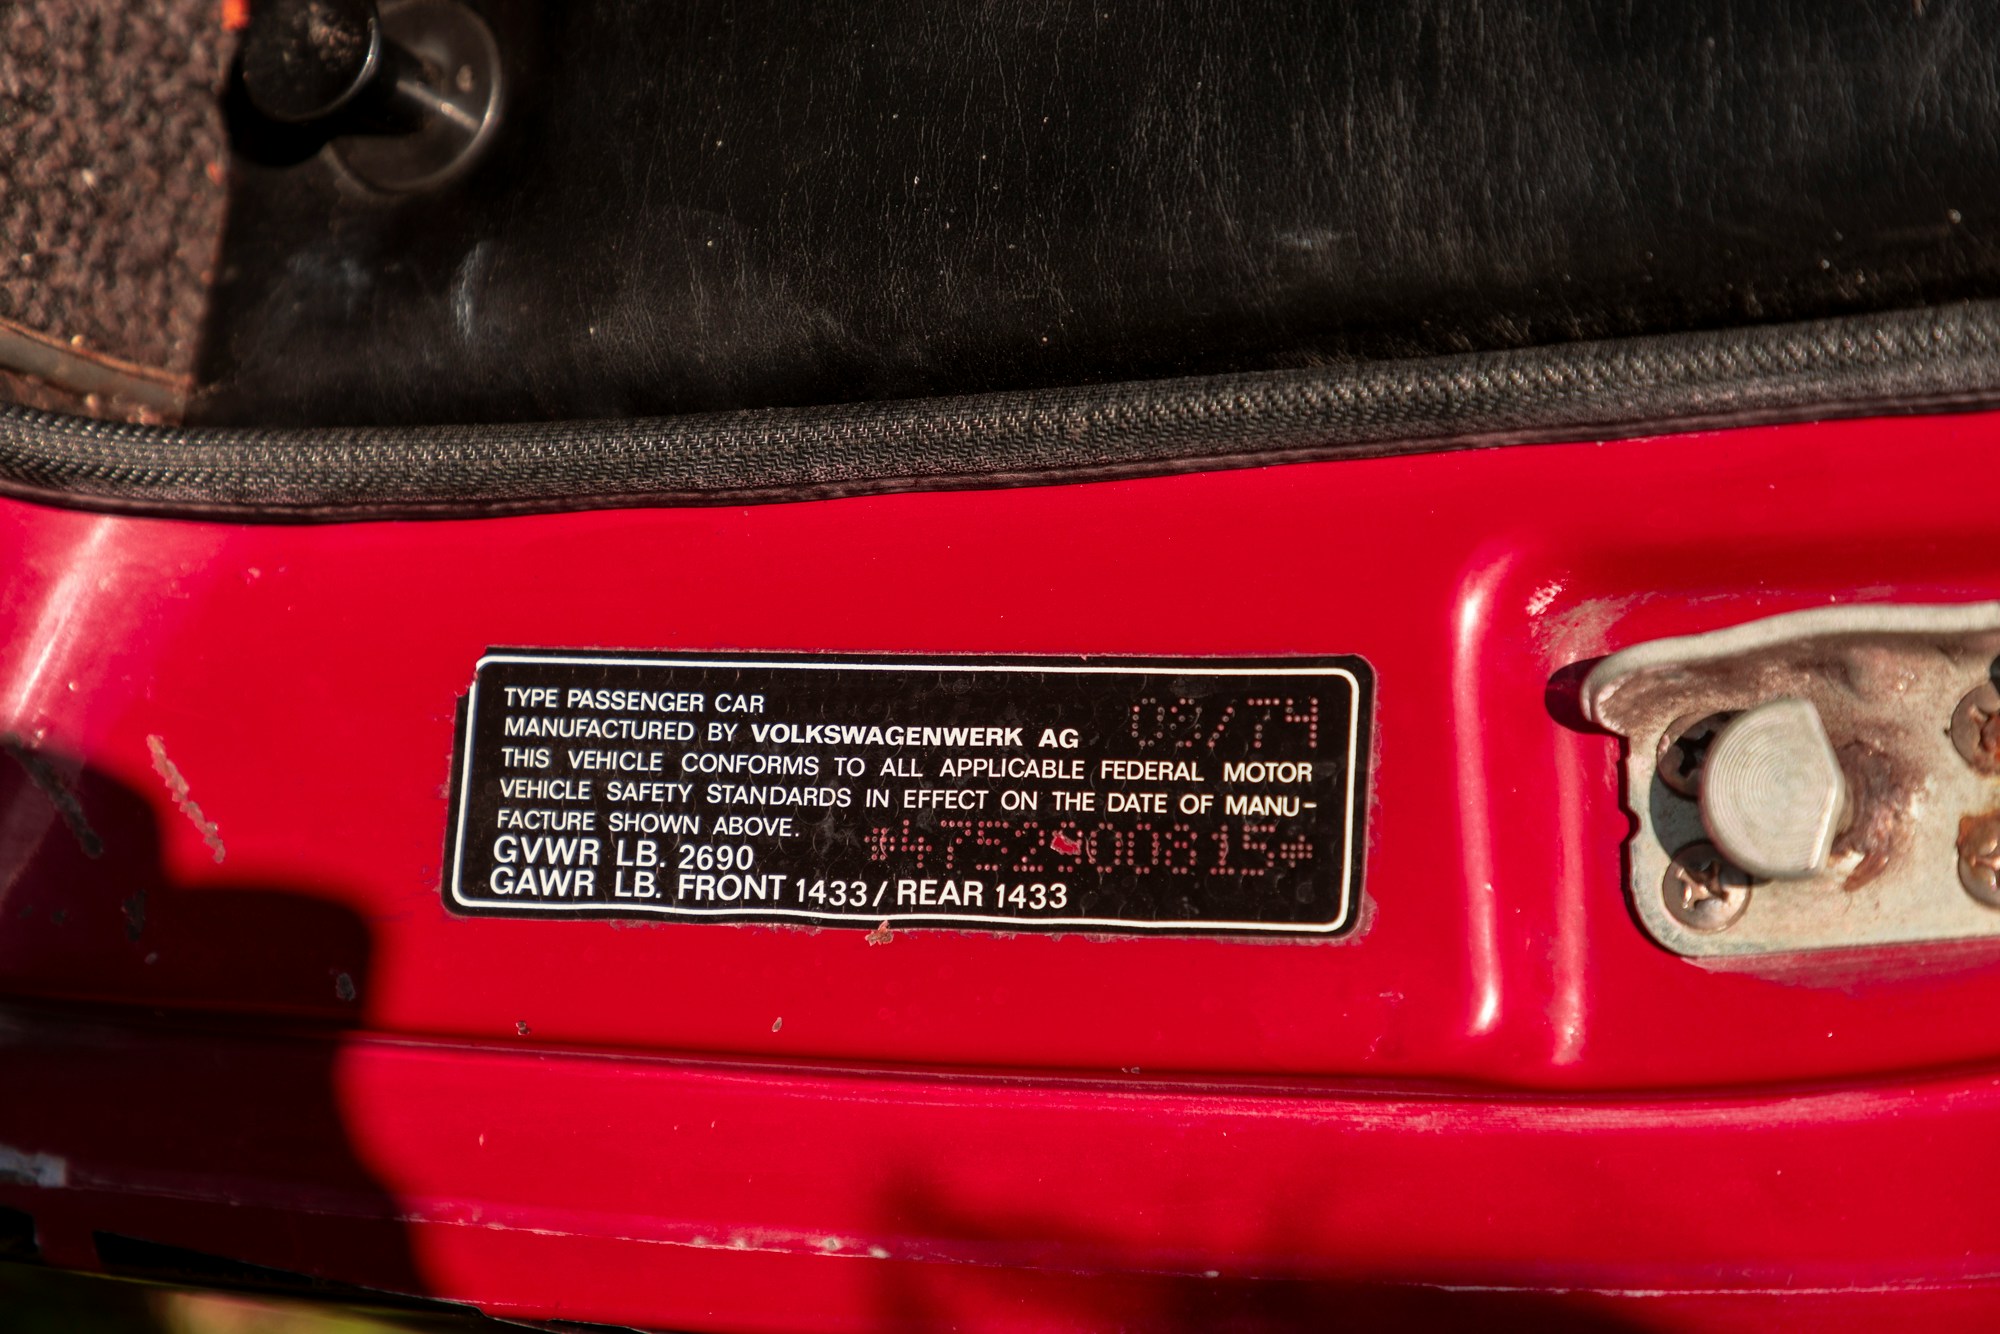 TYPE PASSENGER CAR
MANUFACTURED BY VOLKSWAGENWERK AG
THIS VEHICLE CONFORMS TO ALL APPLICABLE FEDERAL MOTOR
VEHICLE SAFETY STANDARDS IN EFFECT ON THE DATE OF MANU-
FACTURE SHOWN ABOVE.
GVWR LB. 2690
GAWR LB. FRONT 1433 / REAR 1433